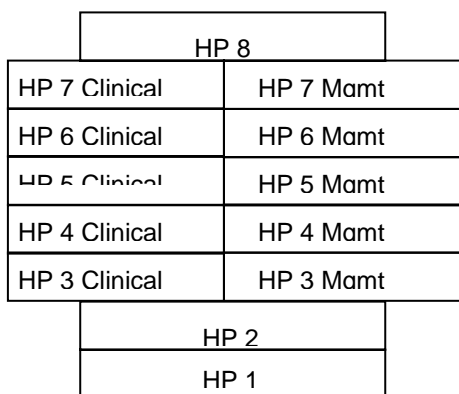 HP 8
HP 7 Clinical HP 7 Mgmt
HP 6 Clinical HP 6 Mgmt
HP 5 Clinical HP 5 Mgmt
HP 4 Clinical HP 4 Mgmt
HP 3 Clinical HP 3 Mgmt
HP 2
HP 1